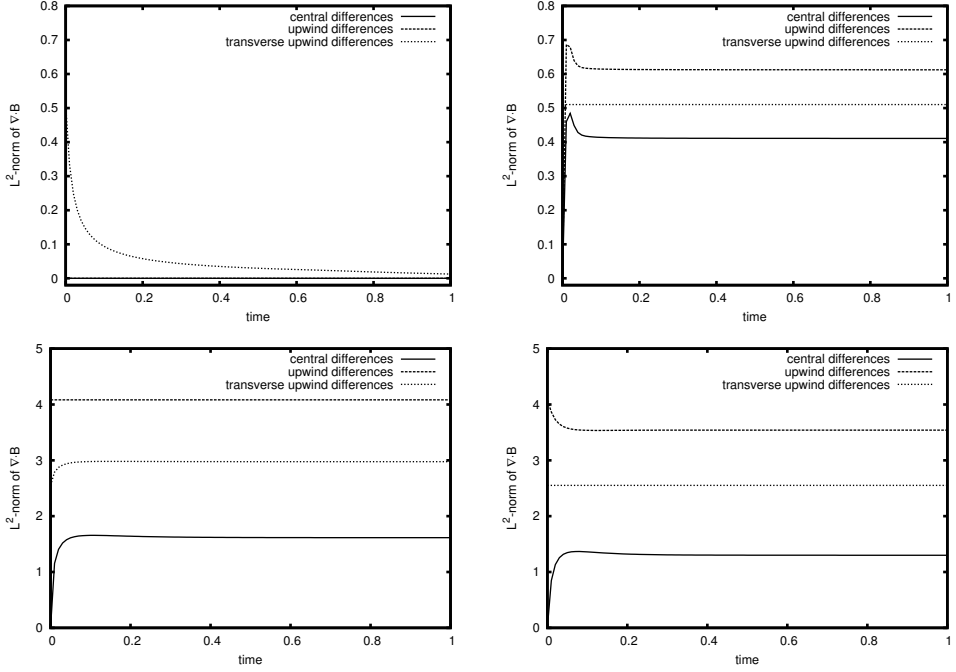 central differences
upwind differences
transverse upwind differences
0.8
0.7
0.6
0.5
0.4
0.3
0.2
0.1
0
L²-norm of ∇·B
0 0.2 0.4 0.6 0.8 1
time
central differences
upwind differences
transverse upwind differences
0.8
0.7
0.6
0.5
0.4
0.3
0.2
0.1
0
L²-norm of ∇·B
0 0.2 0.4 0.6 0.8 1
time
central differences
upwind differences
transverse upwind differences
5
4
3
2
1
0
L²-norm of ∇·B
0 0.2 0.4 0.6 0.8 1
time
central differences
upwind differences
transverse upwind differences
5
4
3
2
1
0
L²-norm of ∇·B
0 0.2 0.4 0.6 0.8 1
time